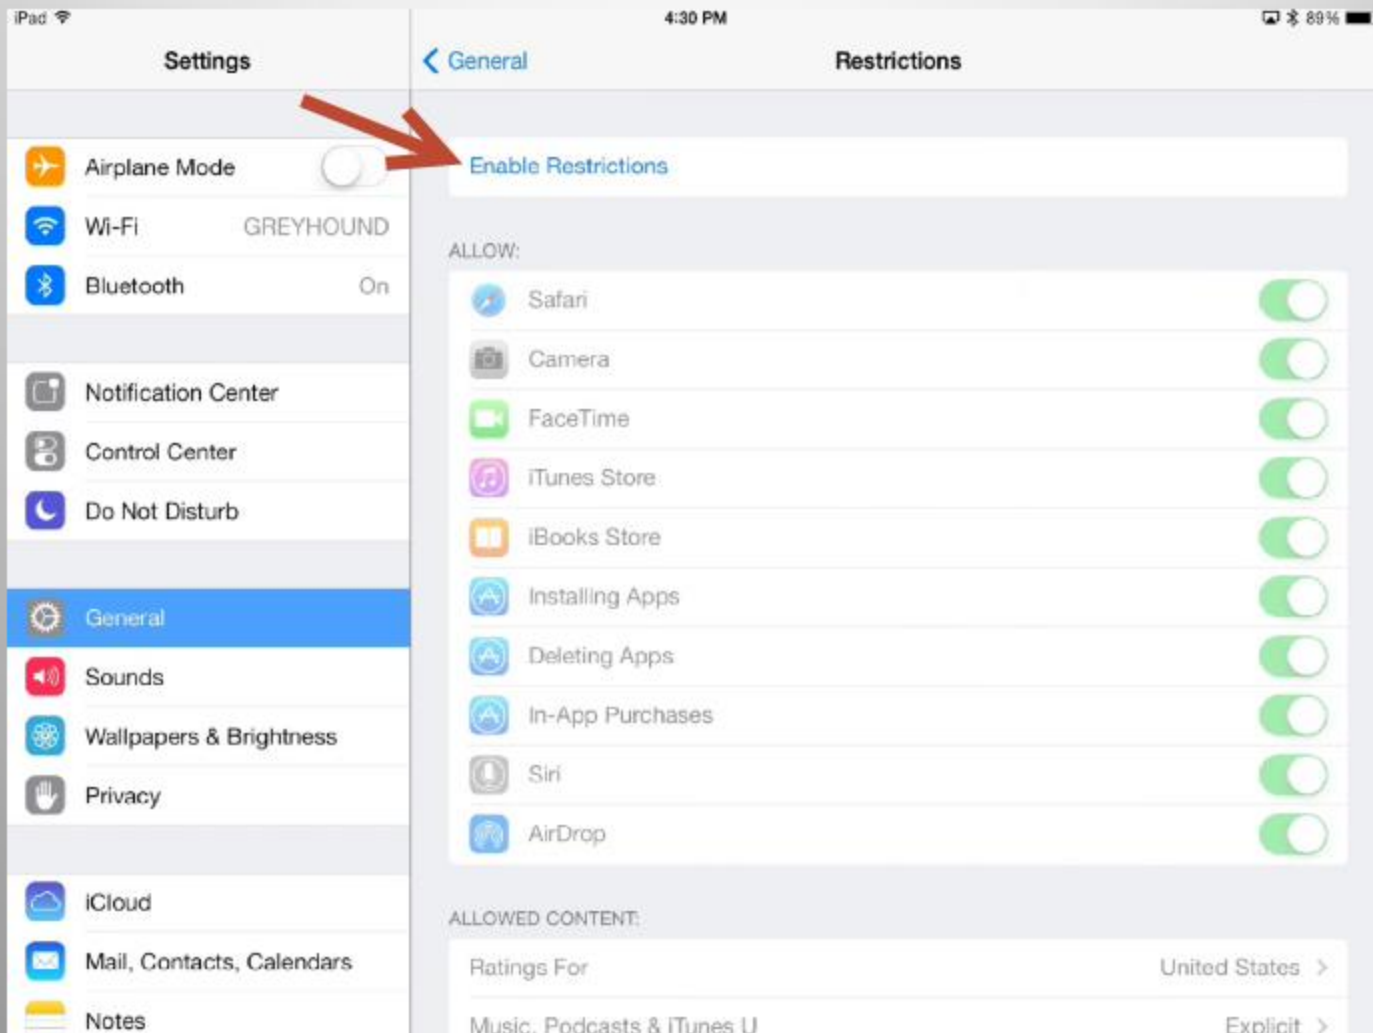 iPad
4:30 PM
89%
Settings
General
Restrictions
Airplane Mode
Wi-Fi
GREYHOUND
Bluetooth
On
Notification Center
Control Center
Do Not Disturb
General
Sounds
Wallpapers & Brightness
Privacy
iCloud
Mail, Contacts, Calendars
Notes
Enable Restrictions
ALLOW:
Safari
Camera
FaceTime
iTunes Store
iBooks Store
Installing Apps
Deleting Apps
In-App Purchases
Siri
AirDrop
ALLOWED CONTENT:
Ratings For
United States
Music, Podcasts & iTunes U
Explicit